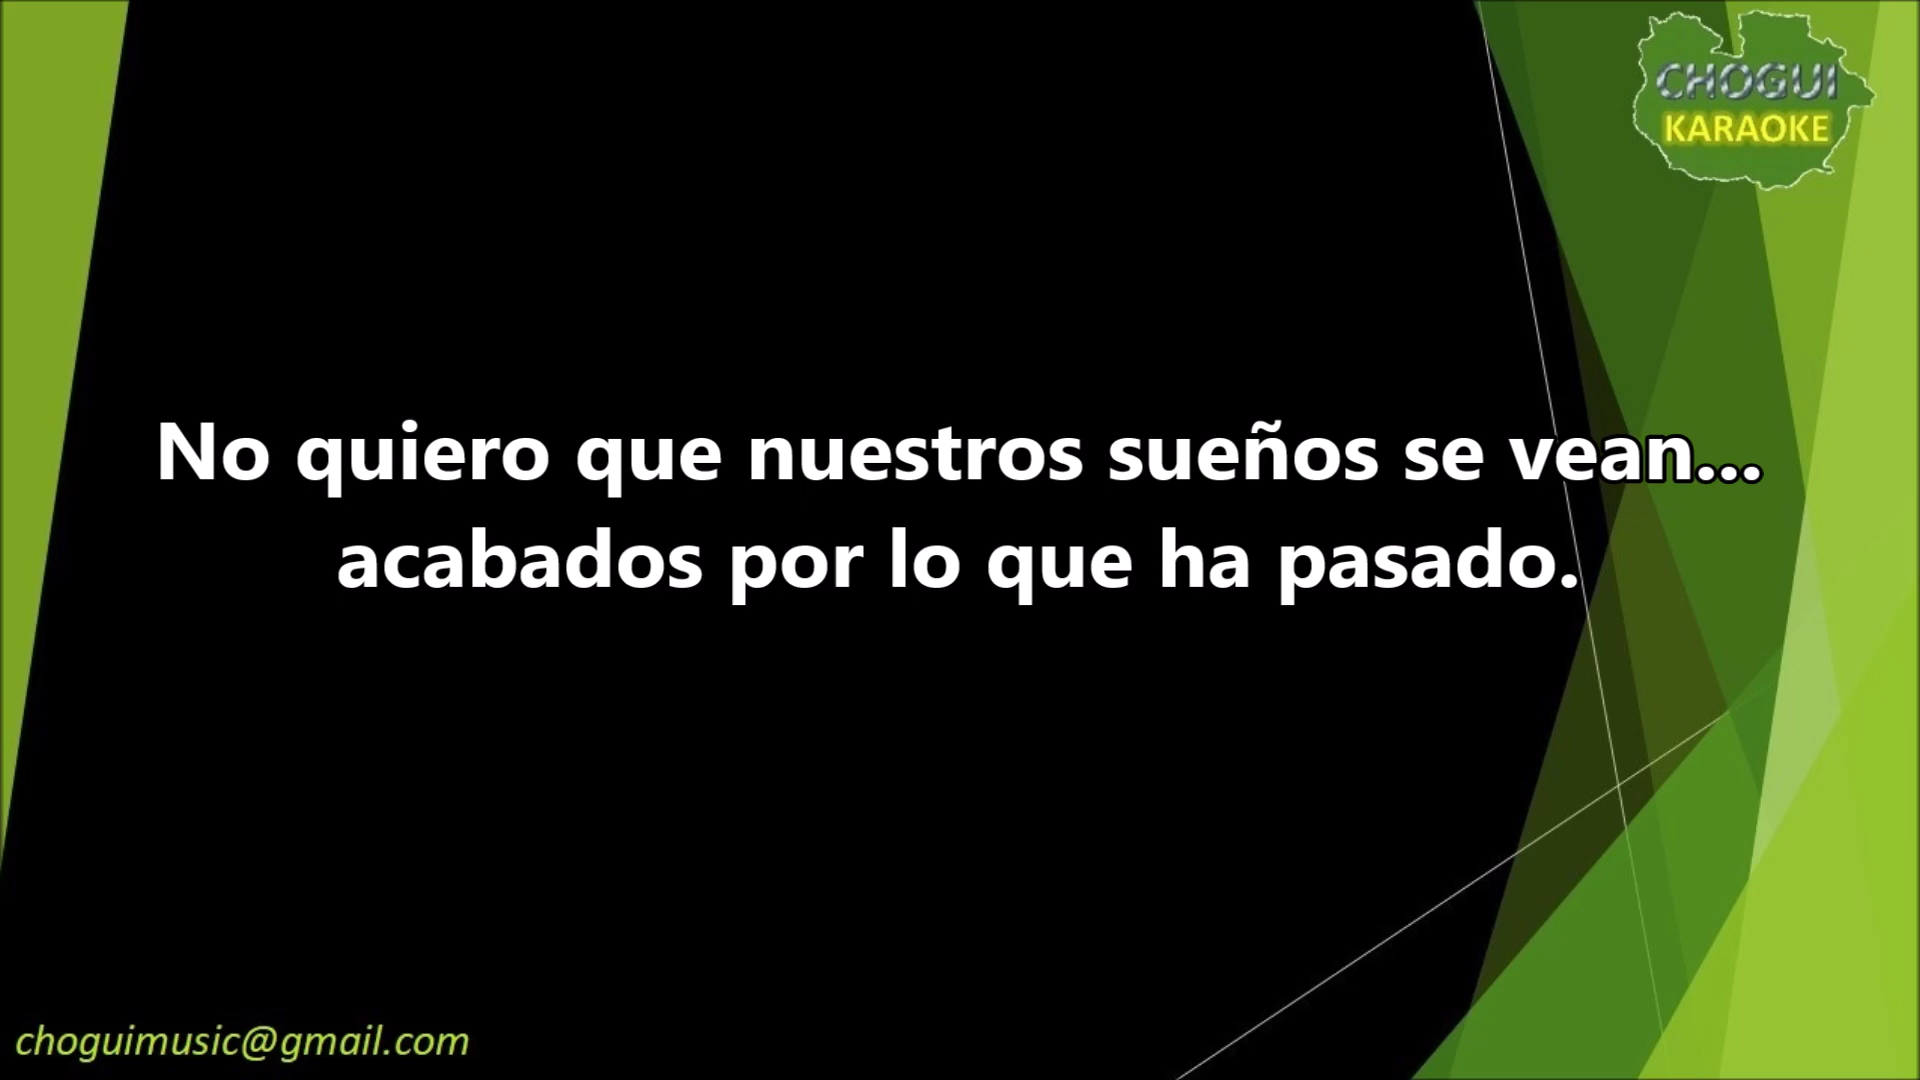 CHOGUI
KARAOKE
No quiero que nuestros sueños se vean...
acabados por lo que ha pasado.
choguimusic@gmail.com